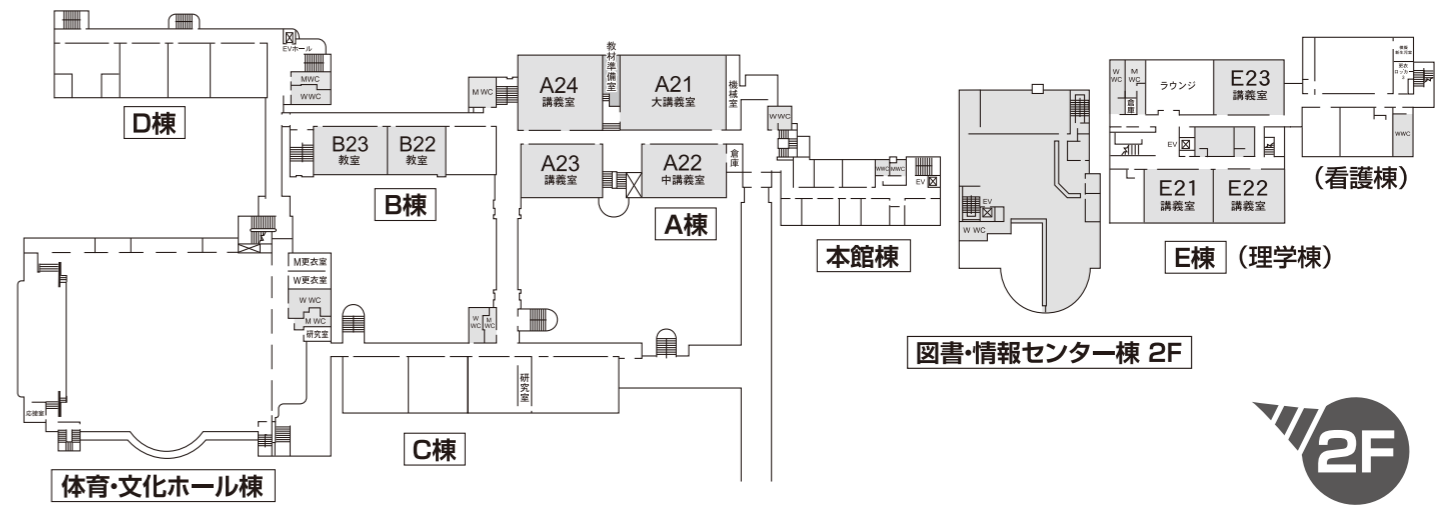 EVホール
MWC
WWC
D棟
M WC
A24
講義室
教材準備室
A21
大講義室
機械室
WWC
B23
教室
B22
教室
B棟
A23
講義室
A22
中講義室
倉庫
A棟
WWC
MWC
EV
本館棟
EV
W WC
図書・情報センター棟 2F
W WC
M WC
倉庫
ラウンジ
E23
講義室
EV
E21
講義室
E22
講義室
E棟
(理学棟)
更衣
ロッカー
WWC
(看護棟)
M更衣室
W更衣室
W WC
M WC
研究室
W WC
M WC
研究室
C棟
応接室
体育・文化ホール棟
2F